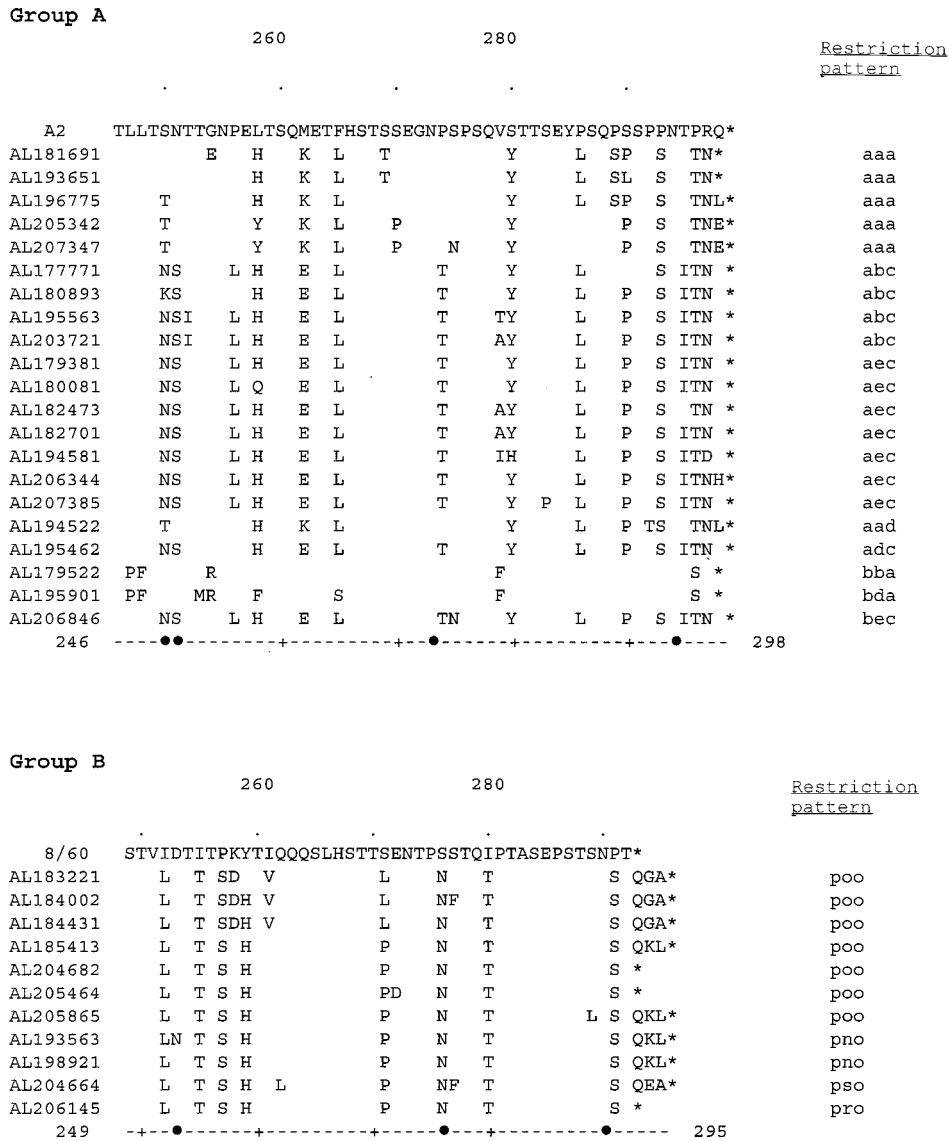 Group A
260 280
Restriction
pattern
. . . . .
A2 TLLTSNTTGNPELTSQMETFHSTSSEGNPSPSQVSTTSEYPSQPSSPPNTPRQ*
AL181691 E H K L T Y L SP S TN* aaa
AL193651 H K L T Y L SL S TN* aaa
AL196775 T H K L Y L SP S TNL* aaa
AL205342 T Y K L P Y P S TNE* aaa
AL207347 T Y K L P N Y P S TNE* aaa
AL177771 NS L H E L T Y L S ITN * abc
AL180893 KS H E L T Y L P S ITN * abc
AL195563 NSI L H E L T TY L P S ITN * abc
AL203721 NSI L H E L T AY L P S ITN * abc
AL179381 NS L H E L T Y L P S ITN * aec
AL180081 NS L Q E L T Y L P S ITN * aec
AL182473 NS L H E L T AY L P S TN * aec
AL182701 NS L H E L T AY L P S ITN * aec
AL194581 NS L H E L T IH L P S ITD * aec
AL206344 NS L H E L T Y L P S ITNH* aec
AL207385 NS L H E L T Y P L P S ITN * aec
AL194522 T H K L Y L P TS TNL* aad
AL195462 NS H E L T Y L P S ITN * adc
AL179522 PF R F S * bba
AL195901 PF MR F S F S * bda
AL206846 NS L H E L TN Y L P S ITN * bec
246 ----●●--------+---------+--●------+---------+---●---- 298
Group B
260 280
Restriction
pattern
. . . . .
8/60 STVIDTITPKYTIQQQSLHSTTSENTPSSTQIPTASEPSTSNPT*
AL183221 L T SD V L N T S QGA* poo
AL184002 L T SDH V L NF T S QGA* poo
AL184431 L T SDH V L N T S QGA* poo
AL185413 L T S H P N T S QKL* poo
AL204682 L T S H P N T S * poo
AL205464 L T S H PD N T S * poo
AL205865 L T S H P N T L S QKL* poo
AL193563 LN T S H P N T S QKL* pno
AL198921 L T S H P N T S QKL* pno
AL204664 L T S H L P NF T S QEA* pso
AL206145 L T S H P N T S * pro
249 -+--●------+---------+-----●---+---------●----- 295